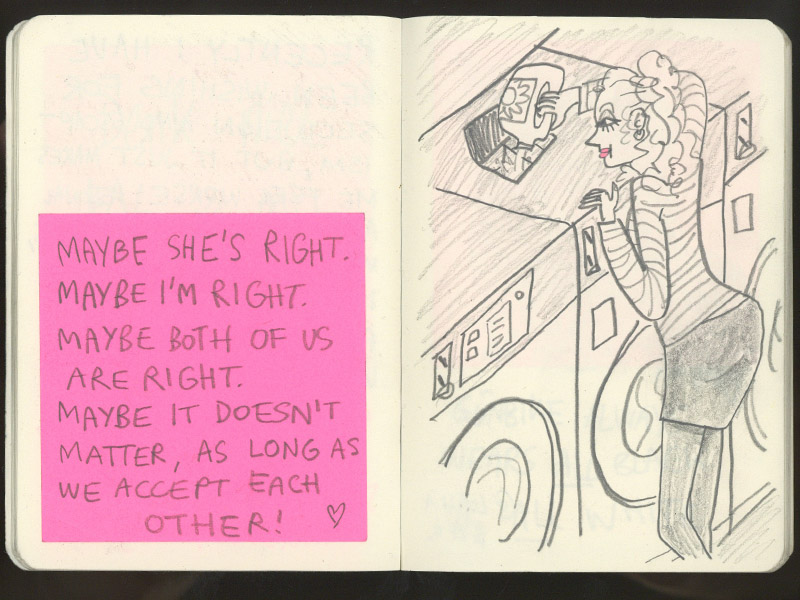 MAYBE SHE'S RIGHT.
MAYBE I'M RIGHT.
MAYBE BOTH OF US
ARE RIGHT.
MAYBE IT DOESN'T
MATTER, AS LONG AS
WE ACCEPT EACH
OTHER! ♡